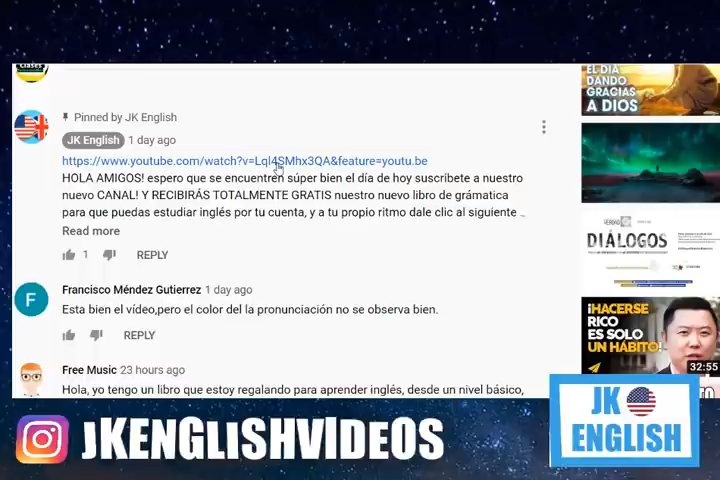 Clases
Pinned by JK English
JK English 1 day ago
https://www.youtube.com/watch?v=Lql4SMhx3QA&feature=youtu.be
HOLA AMIGOS! espero que se encuentren súper bien el día de hoy suscribete a nuestro
nuevo CANAL! Y RECIBIRÁS TOTALMENTE GRATIS nuestro nuevo libro de grámatica
para que puedas estudiar inglés por tu cuenta, y a tu propio ritmo dale clic al siguiente ...
Read more
1 REPLY
F
Francisco Méndez Gutierrez 1 day ago
Esta bien el vídeo,pero el color del la pronunciación no se observa bien.
REPLY
Free Music 23 hours ago
Hola, yo tengo un libro que estoy regalando para aprender inglés, desde un nivel básico,
EL DÍA
DANDO
GRACIAS
A DIOS
DIÁLOGOS
¡HACERSE
RICO
ES SOLO
UN HÁBITO!
32:55
JKENGLISHVIDEOS
JK
ENGLISH